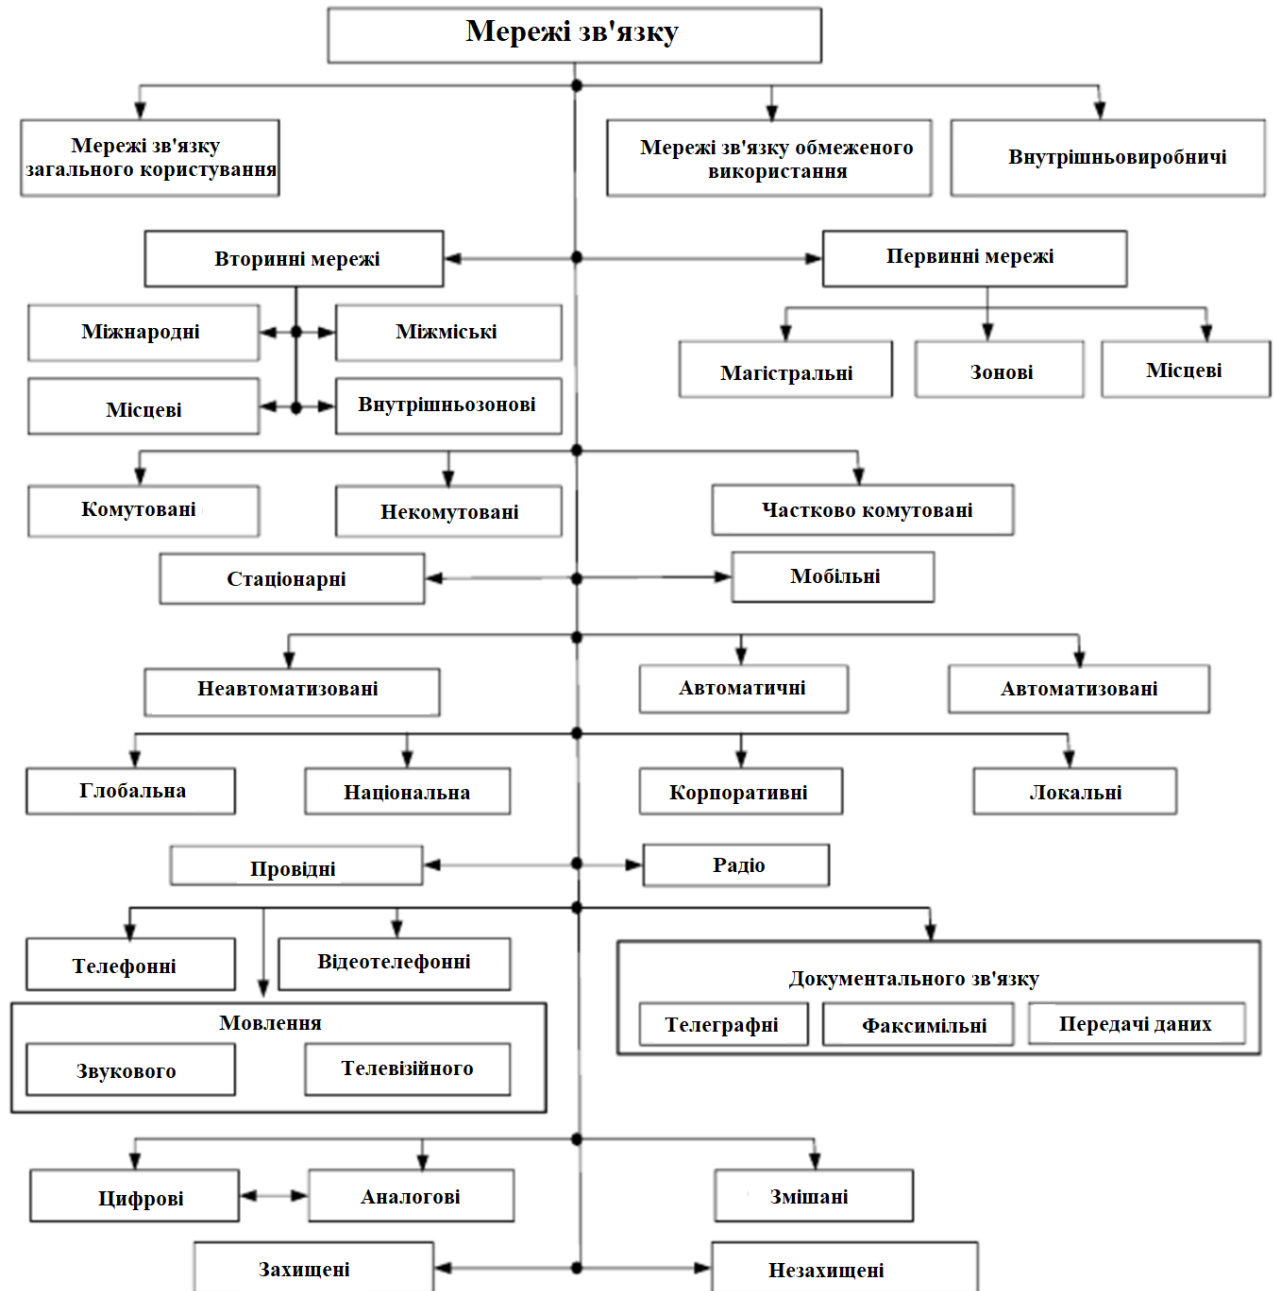 Мережі зв'язку
Мережі зв'язку
загального користування
Мережі зв'язку обмеженого
використання
Внутрішньовиробничі
Вторинні мережі
Первинні мережі
Міжнародні
Міжміські
Місцеві
Внутрішньозонові
Магістральні
Зонові
Місцеві
Комутовані
Некомутовані
Частково комутовані
Стаціонарні
Мобільні
Неавтоматизовані
Автоматичні
Автоматизовані
Глобальна
Національна
Корпоративні
Локальні
Провідні
Радіо
Телефонні
Відеотелефонні
Мовлення
Звукового
Телевізійного
Документального зв'язку
Телеграфні
Факсимільні
Передачі даних
Цифрові
Аналогові
Змішані
Захищені
Незахищені